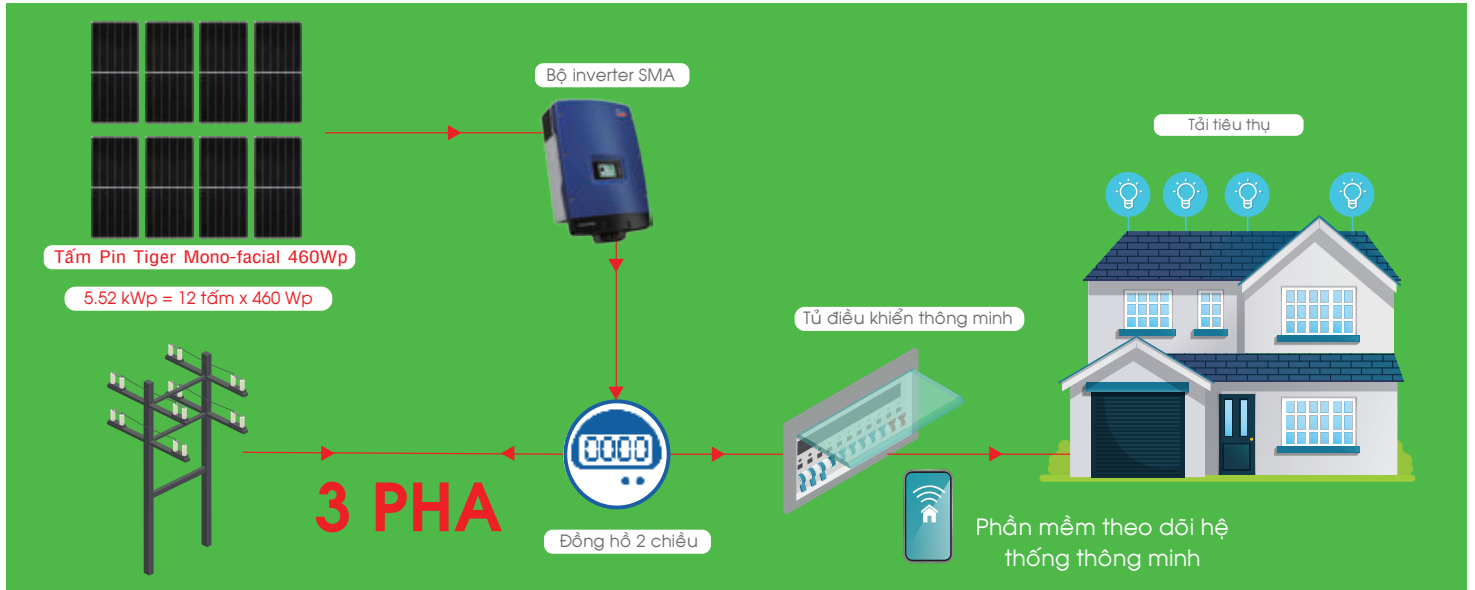 Bộ inverter SMA
Tải tiêu thụ
Tấm Pin Tiger Mono-facial 460Wp
5.52 kWp = 12 tấm x 460 Wp
Tủ điều khiển thông minh
0000
3 PHA
Đồng hồ 2 chiều
Phần mềm theo dõi hệ
thống thông minh